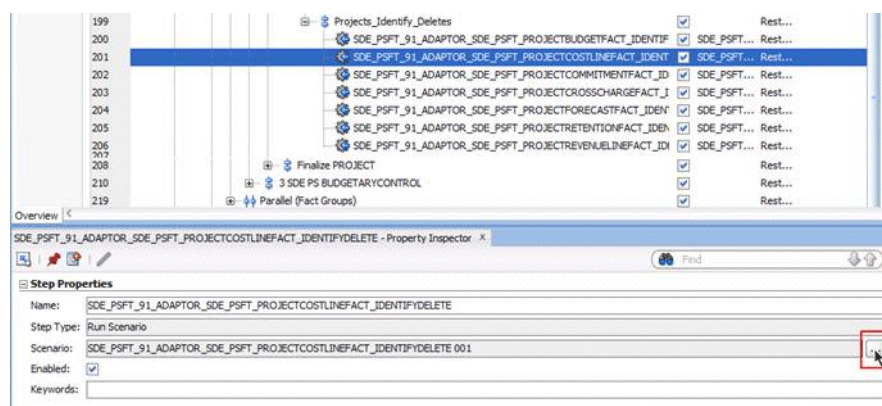 199 Projects_Identify_Deletes Rest...
200 SDE_PSFT_91_ADAPTOR_SDE_PSFT_PROJECTBUDGETFACT_IDENTIF SDE_PSFT... Rest...
201 SDE_PSFT_91_ADAPTOR_SDE_PSFT_PROJECTCOSTLINEFACT_IDENT SDE_PSFT... Rest...
202 SDE_PSFT_91_ADAPTOR_SDE_PSFT_PROJECTCOMMITMENTFACT_ID SDE_PSFT... Rest...
203 SDE_PSFT_91_ADAPTOR_SDE_PSFT_PROJECTCROSSCHARGEFACT_I SDE_PSFT... Rest...
204 SDE_PSFT_91_ADAPTOR_SDE_PSFT_PROJECTFORECASTFACT_IDEN SDE_PSFT... Rest...
205 SDE_PSFT_91_ADAPTOR_SDE_PSFT_PROJECTRETENTIONFACT_IDEN SDE_PSFT... Rest...
206 SDE_PSFT_91_ADAPTOR_SDE_PSFT_PROJECTREVENUELINEFACT_ID SDE_PSFT... Rest...
207
208 Finalize PROJECT Rest...
210 3 SDE PS BUDGETARYCONTROL Rest...
219 Parallel (Fact Groups) Rest...
Overview
SDE_PSFT_91_ADAPTOR_SDE_PSFT_PROJECTCOSTLINEFACT_IDENTIFYDELETE - Property Inspector
Find
Step Properties
Name: SDE_PSFT_91_ADAPTOR_SDE_PSFT_PROJECTCOSTLINEFACT_IDENTIFYDELETE
Step Type: Run Scenario
Scenario: SDE_PSFT_91_ADAPTOR_SDE_PSFT_PROJECTCOSTLINEFACT_IDENTIFYDELETE 001
Enabled:
Keywords: